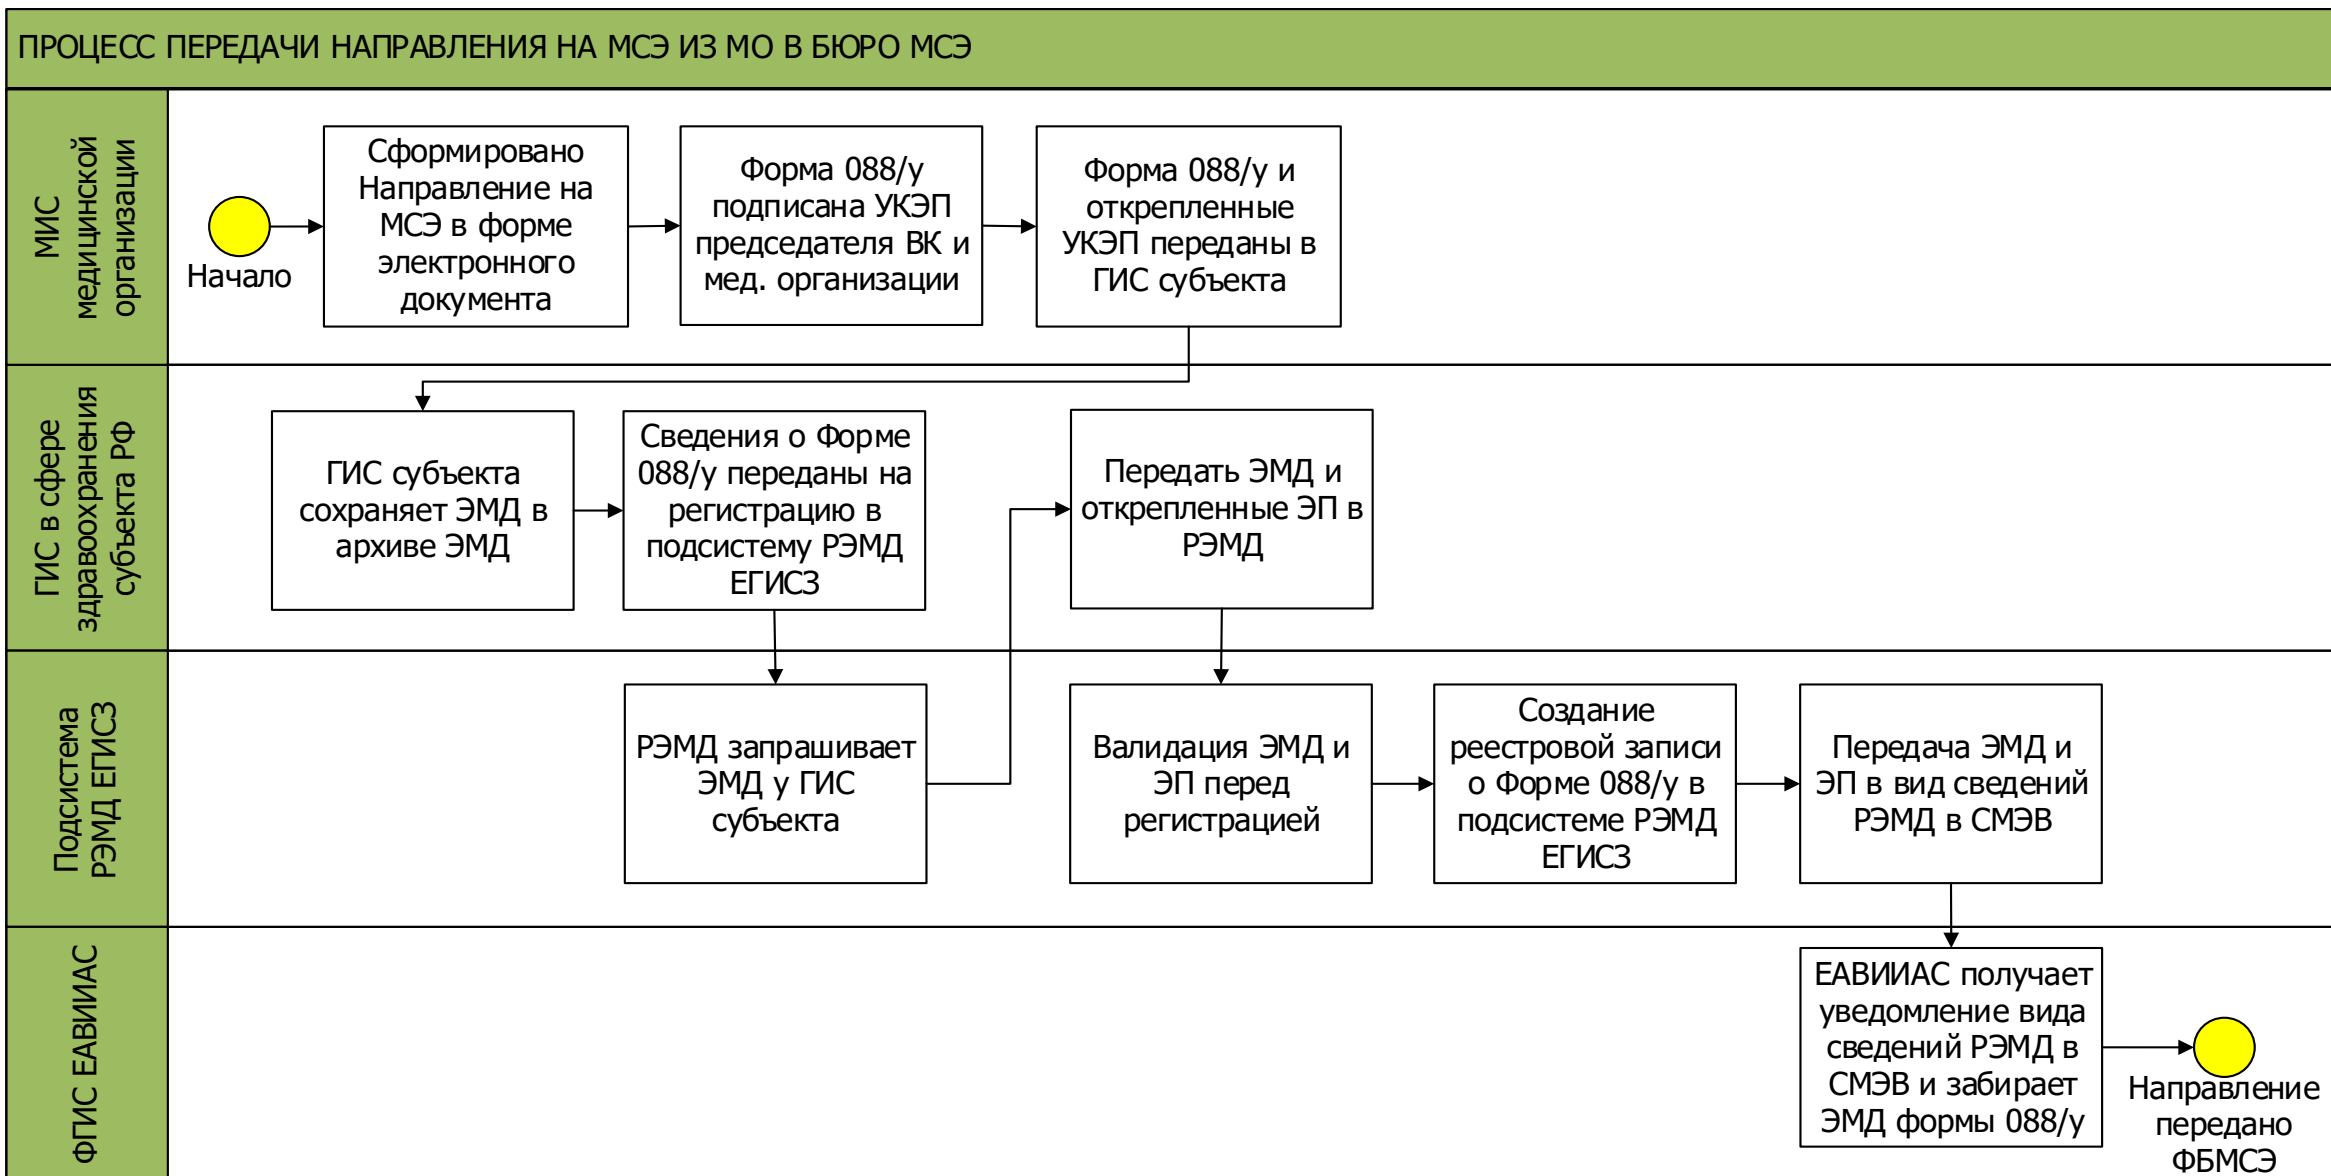 ПРОЦЕСС ПЕРЕДАЧИ НАПРАВЛЕНИЯ НА МСЭ ИЗ МО В БЮРО МСЭ
МИС
медицинской
организации
Начало
Сформировано
Направление на
МСЭ в форме
электронного
документа
Форма 088/у
подписана УКЭП
председателя ВК и
мед. организации
Форма 088/у и
открепленные
УКЭП переданы в
ГИС субъекта
ГИС в сфере
здравоохранения
субъекта РФ
ГИС субъекта
сохраняет ЭМД в
архиве ЭМД
Сведения о Форме
088/у переданы на
регистрацию в
подсистему РЭМД
ЕГИСЗ
Передать ЭМД и
открепленные ЭП в
РЭМД
Подсистема
РЭМД ЕГИСЗ
РЭМД запрашивает
ЭМД у ГИС
субъекта
Валидация ЭМД и
ЭП перед
регистрацией
Создание
реестровой записи
о Форме 088/у в
подсистеме РЭМД
ЕГИСЗ
Передача ЭМД и
ЭП в вид сведений
РЭМД в СМЭВ
ФГИС ЕАВИИАС
ЕАВИИАС получает
уведомление вида
сведений РЭМД в
СМЭВ и забирает
ЭМД формы 088/у
Направление
передано
ФБМСЭ